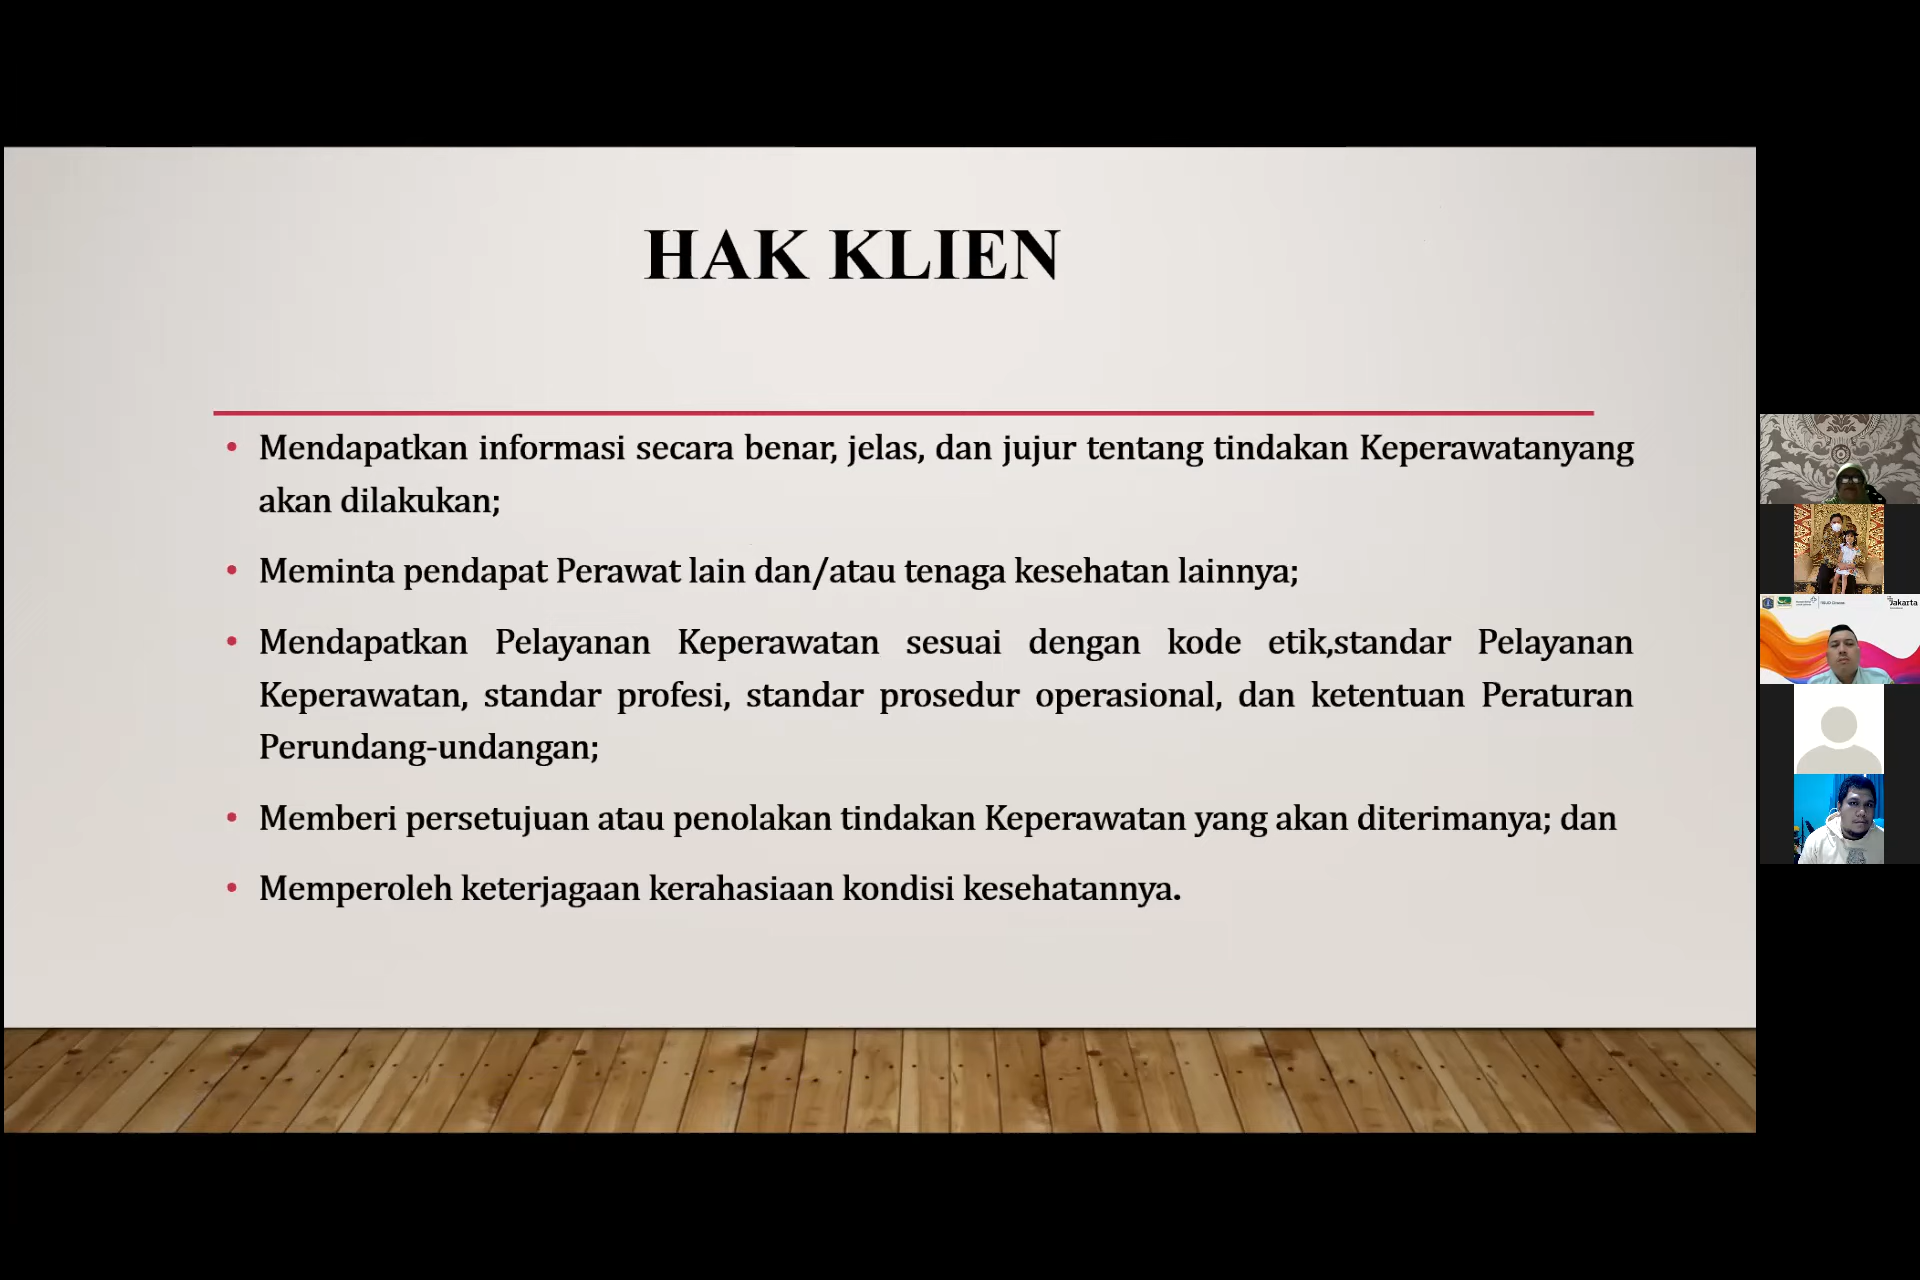 HAK KLIEN
• Mendapatkan informasi secara benar, jelas, dan jujur tentang tindakan Keperawatanyang
akan dilakukan;
• Meminta pendapat Perawat lain dan/atau tenaga kesehatan lainnya;
• Mendapatkan Pelayanan Keperawatan sesuai dengan kode etik,standar Pelayanan
Keperawatan, standar profesi, standar prosedur operasional, dan ketentuan Peraturan
Perundang-undangan;
• Memberi persetujuan atau penolakan tindakan Keperawatan yang akan diterimanya; dan
• Memperoleh keterjagaan kerahasiaan kondisi kesehatannya.
Jakarta